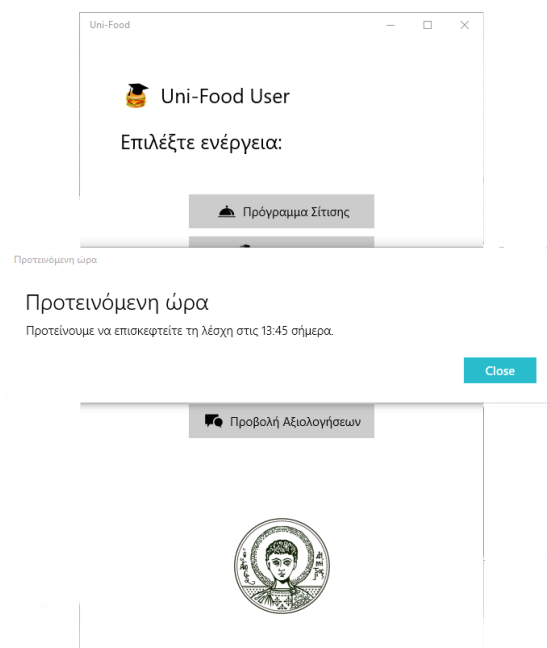 Uni-Food
Uni-Food User
Επιλέξτε ενέργεια:
Πρόγραμμα Σίτισης
Προτεινόμενη ώρα
Προτεινόμενη ώρα
Προτείνουμε να επισκεφτείτε τη λέσχη στις 13:45 σήμερα.
Close
Προβολή Αξιολογήσεων